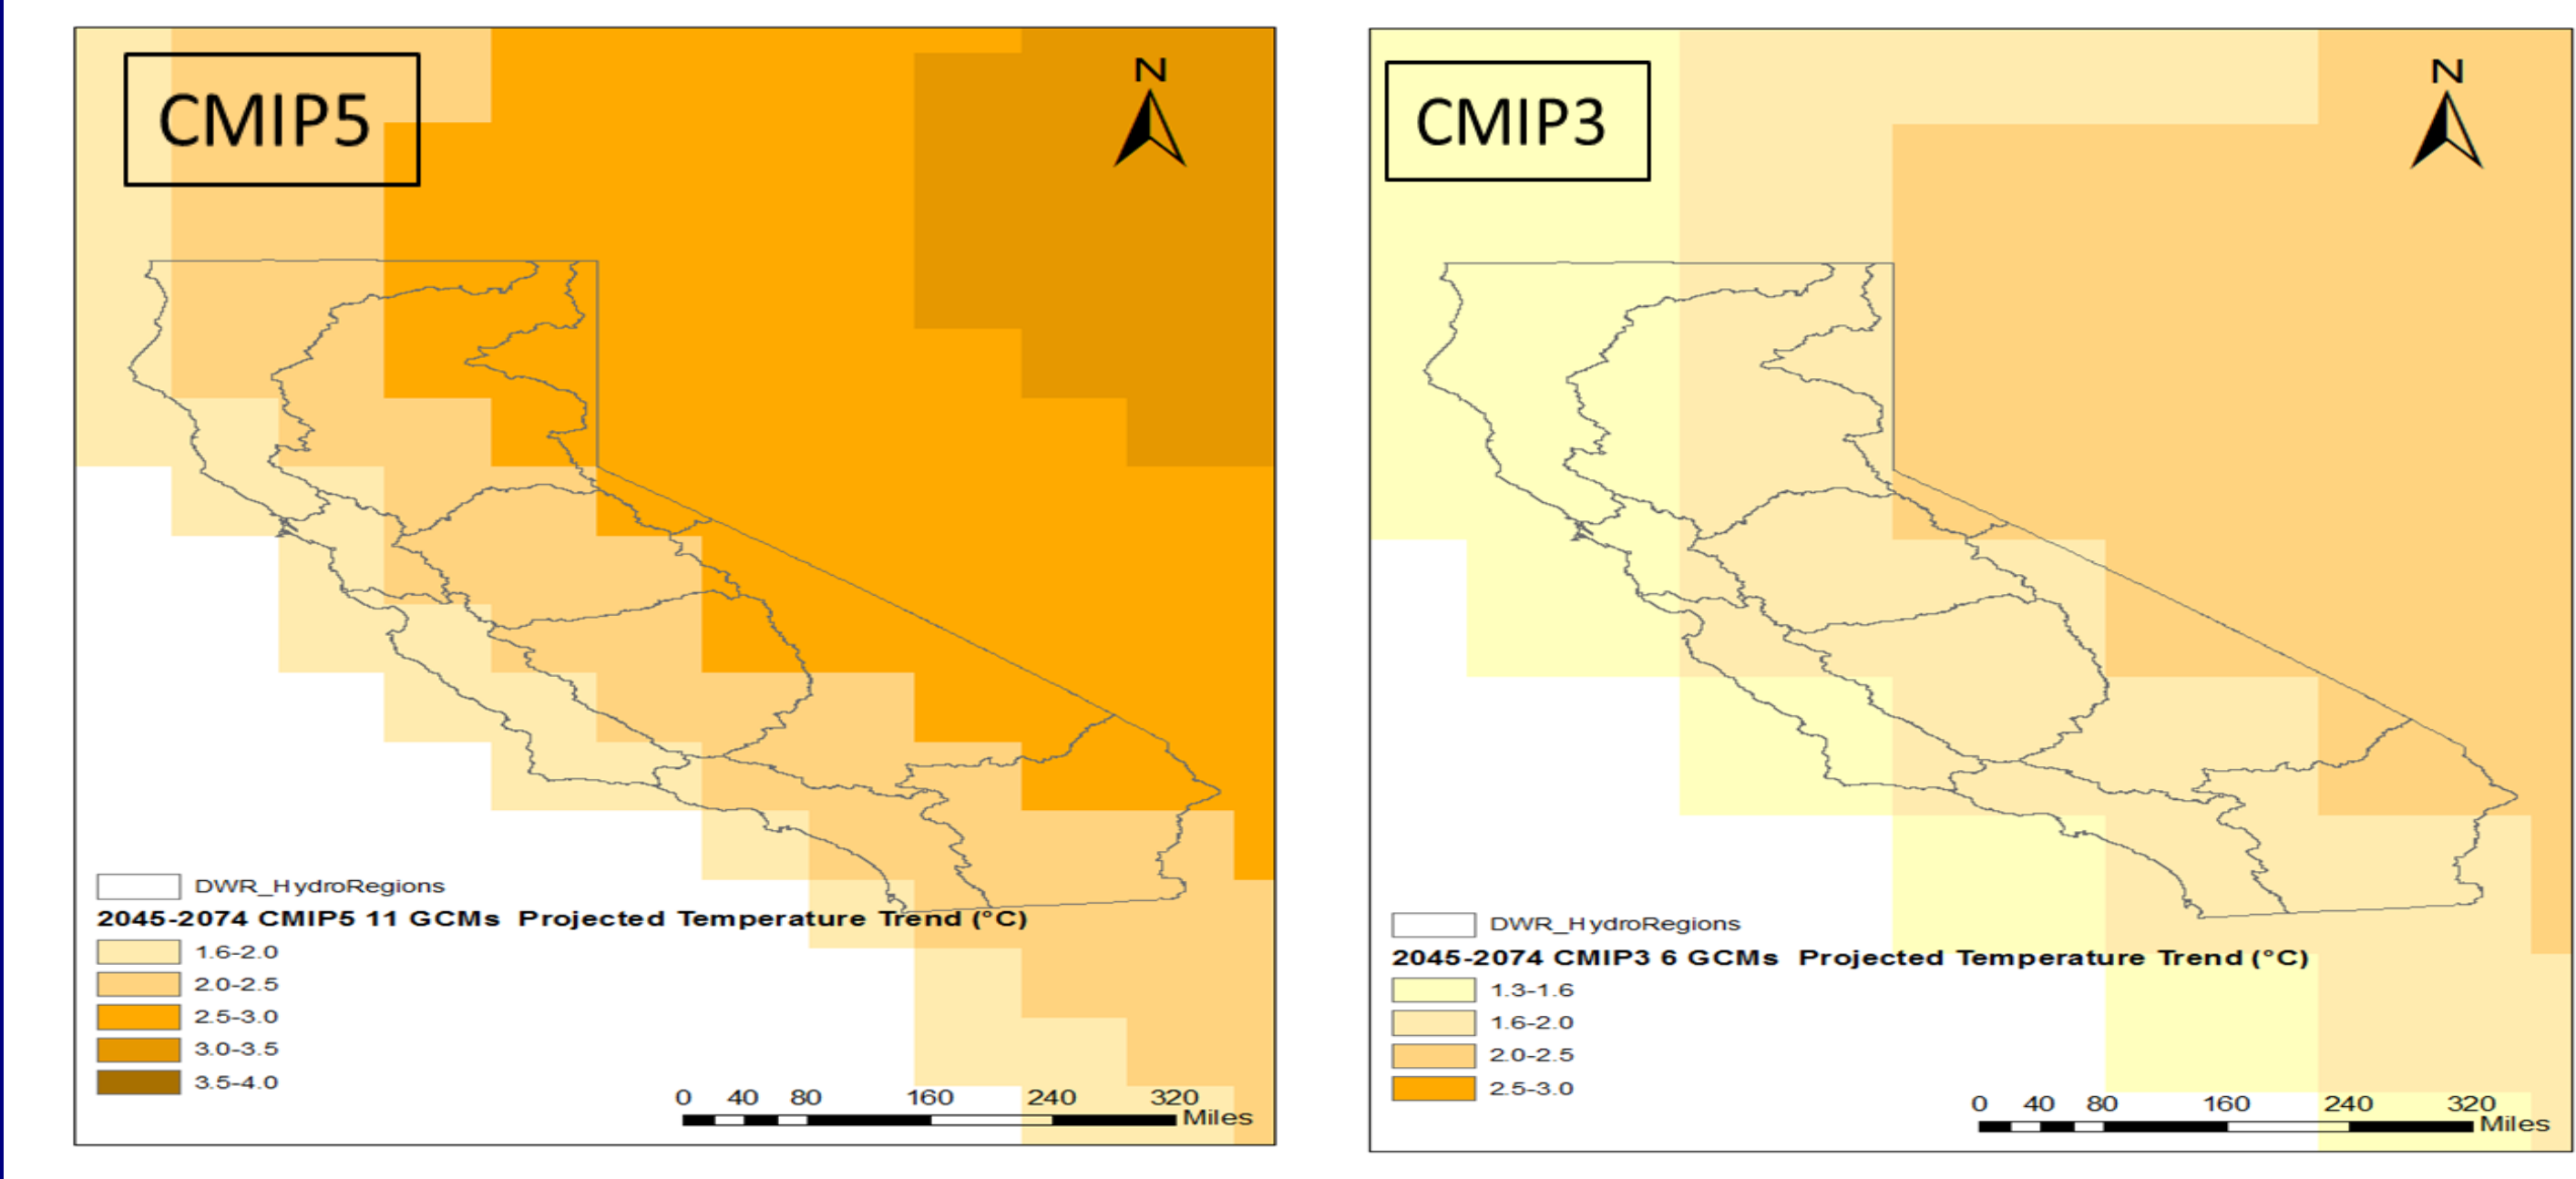 CMIP5
N
DWR_HydroRegions
2045-2074 CMIP5 11 GCMs Projected Temperature Trend (°C)
1.6-2.0
2.0-2.5
2.5-3.0
3.0-3.5
3.5-4.0
0 40 80 160 240 320
Miles
CMIP3
N
DWR_HydroRegions
2045-2074 CMIP3 6 GCMs Projected Temperature Trend (°C)
1.3-1.6
1.6-2.0
2.0-2.5
2.5-3.0
0 40 80 160 240 320
Miles